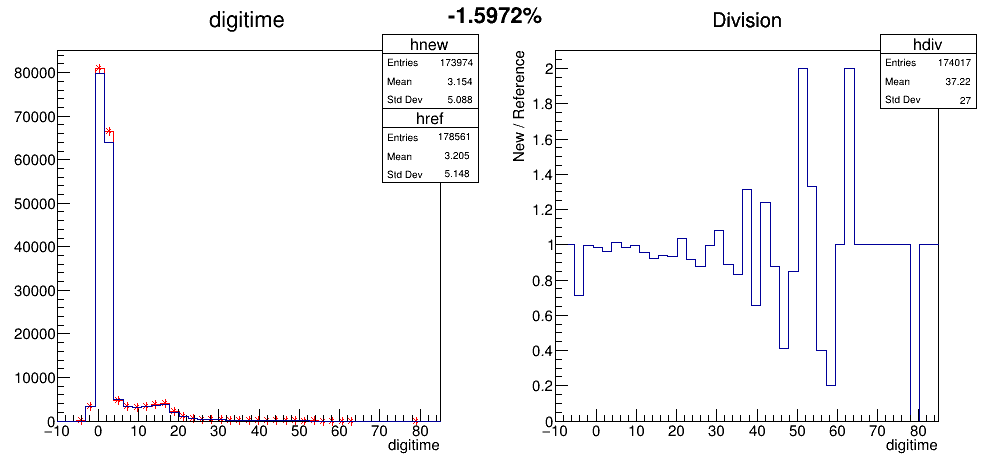 -1.5972%
digitime
hnew
Entries 173974
Mean 3.154
Std Dev 5.088
href
Entries 178561
Mean 3.205
Std Dev 5.148
80000
70000
60000
50000
40000
30000
20000
10000
0
−10 0 10 20 30 40 50 60 70 80
digitime
Division
hdiv
Entries 174017
Mean 37.22
Std Dev 27
New / Reference
2
1.8
1.6
1.4
1.2
1
0.8
0.6
0.4
0.2
0
−10 0 10 20 30 40 50 60 70 80
digitime